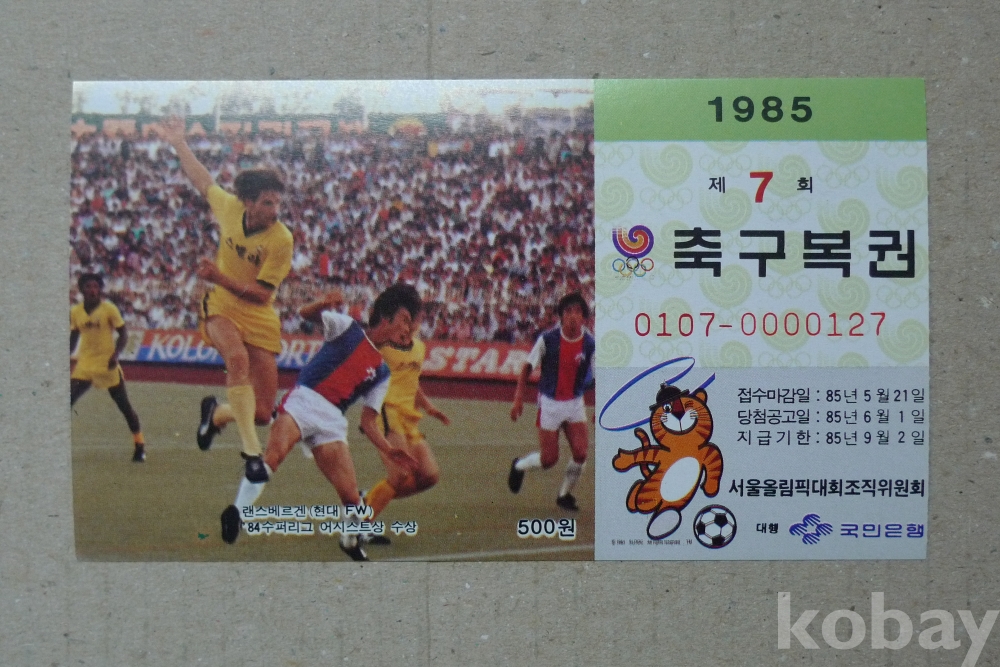 1985
제 7 회
축구복권
0107-0000127
접수마감일 : 85년 5월 21일
당첨공고일 : 85년 6월 1일
지급기한 : 85년 9월 2일
서울올림픽대회조직위원회
대행 국민은행
KOLON
STAR
랜스베르겐(현대 FW)
'84수퍼리그 어시스트상 수상
500원
kobay